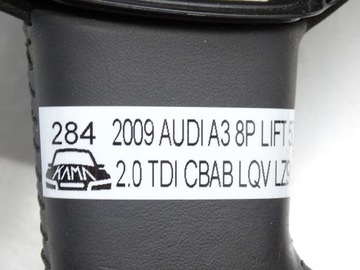 284 2009 AUDI A3 8P LIFT
KAMA 2.0 TDI CBAB LQV